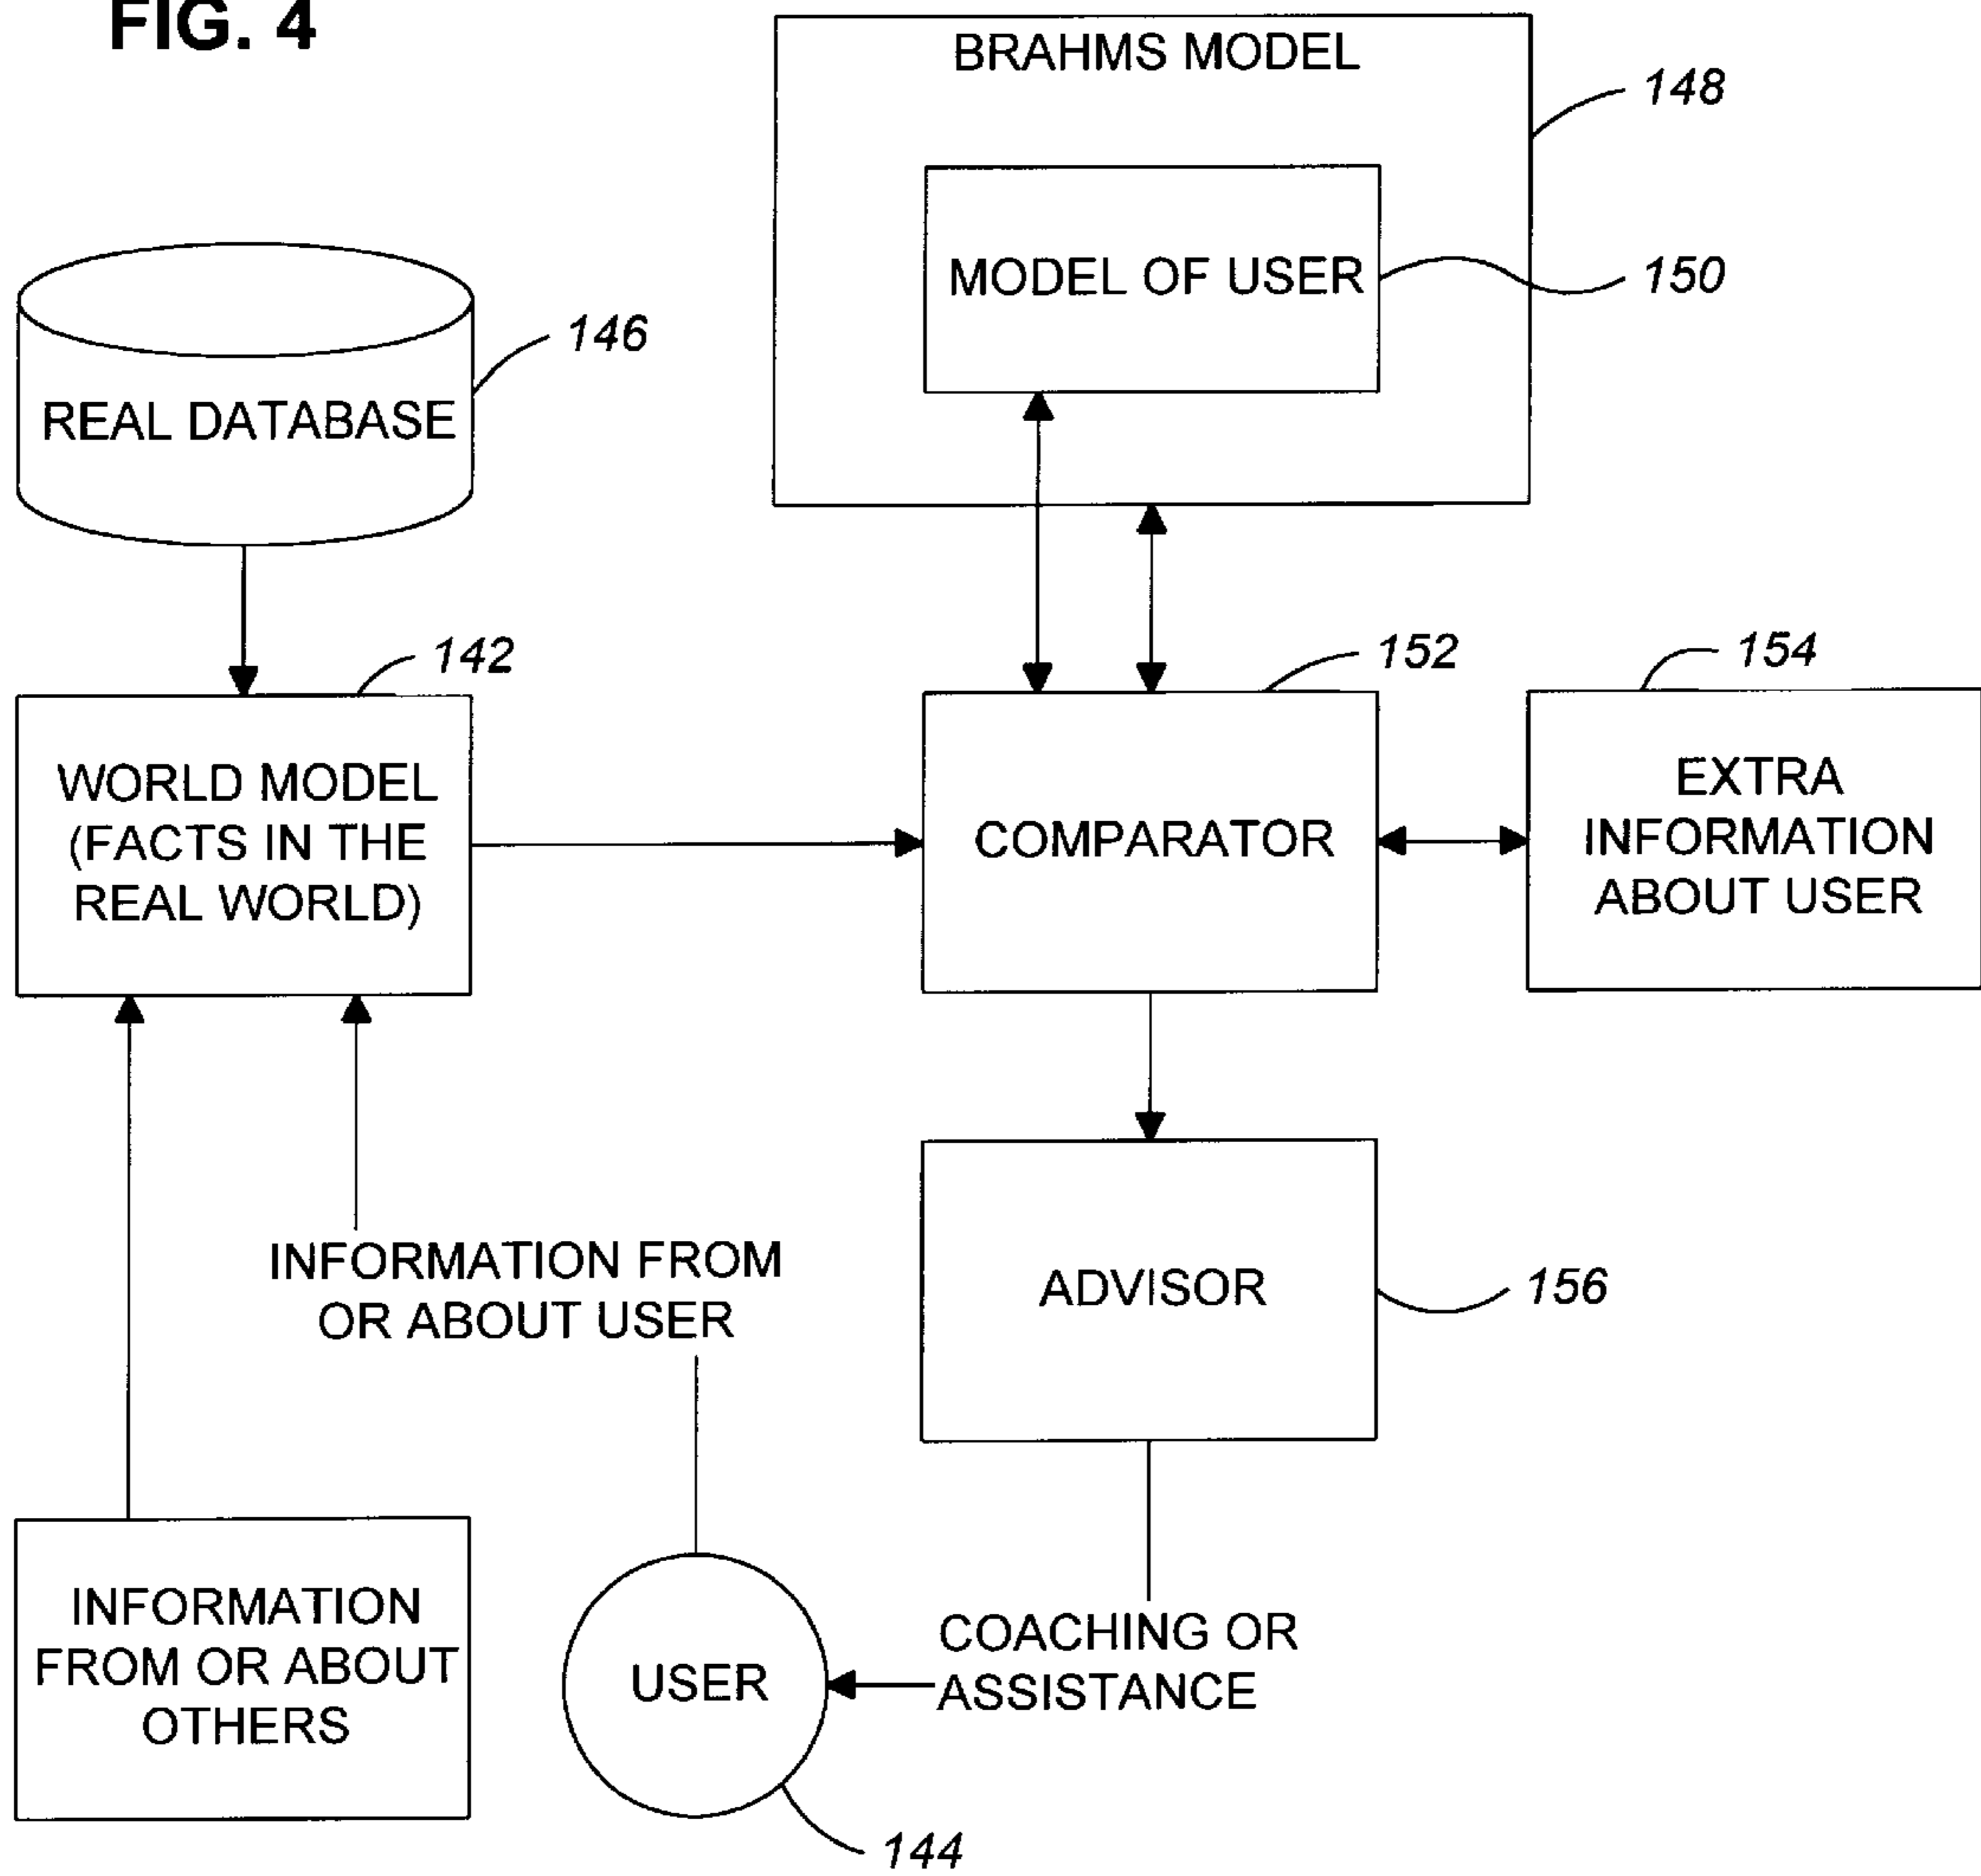 FIG. 4
BRAHMS MODEL
148
MODEL OF USER
150
146
REAL DATABASE
142
152
154
WORLD MODEL
(FACTS IN THE
REAL WORLD)
COMPARATOR
EXTRA
INFORMATION
ABOUT USER
INFORMATION FROM
OR ABOUT USER
ADVISOR
156
INFORMATION
FROM OR ABOUT
OTHERS
USER
COACHING OR
ASSISTANCE
144